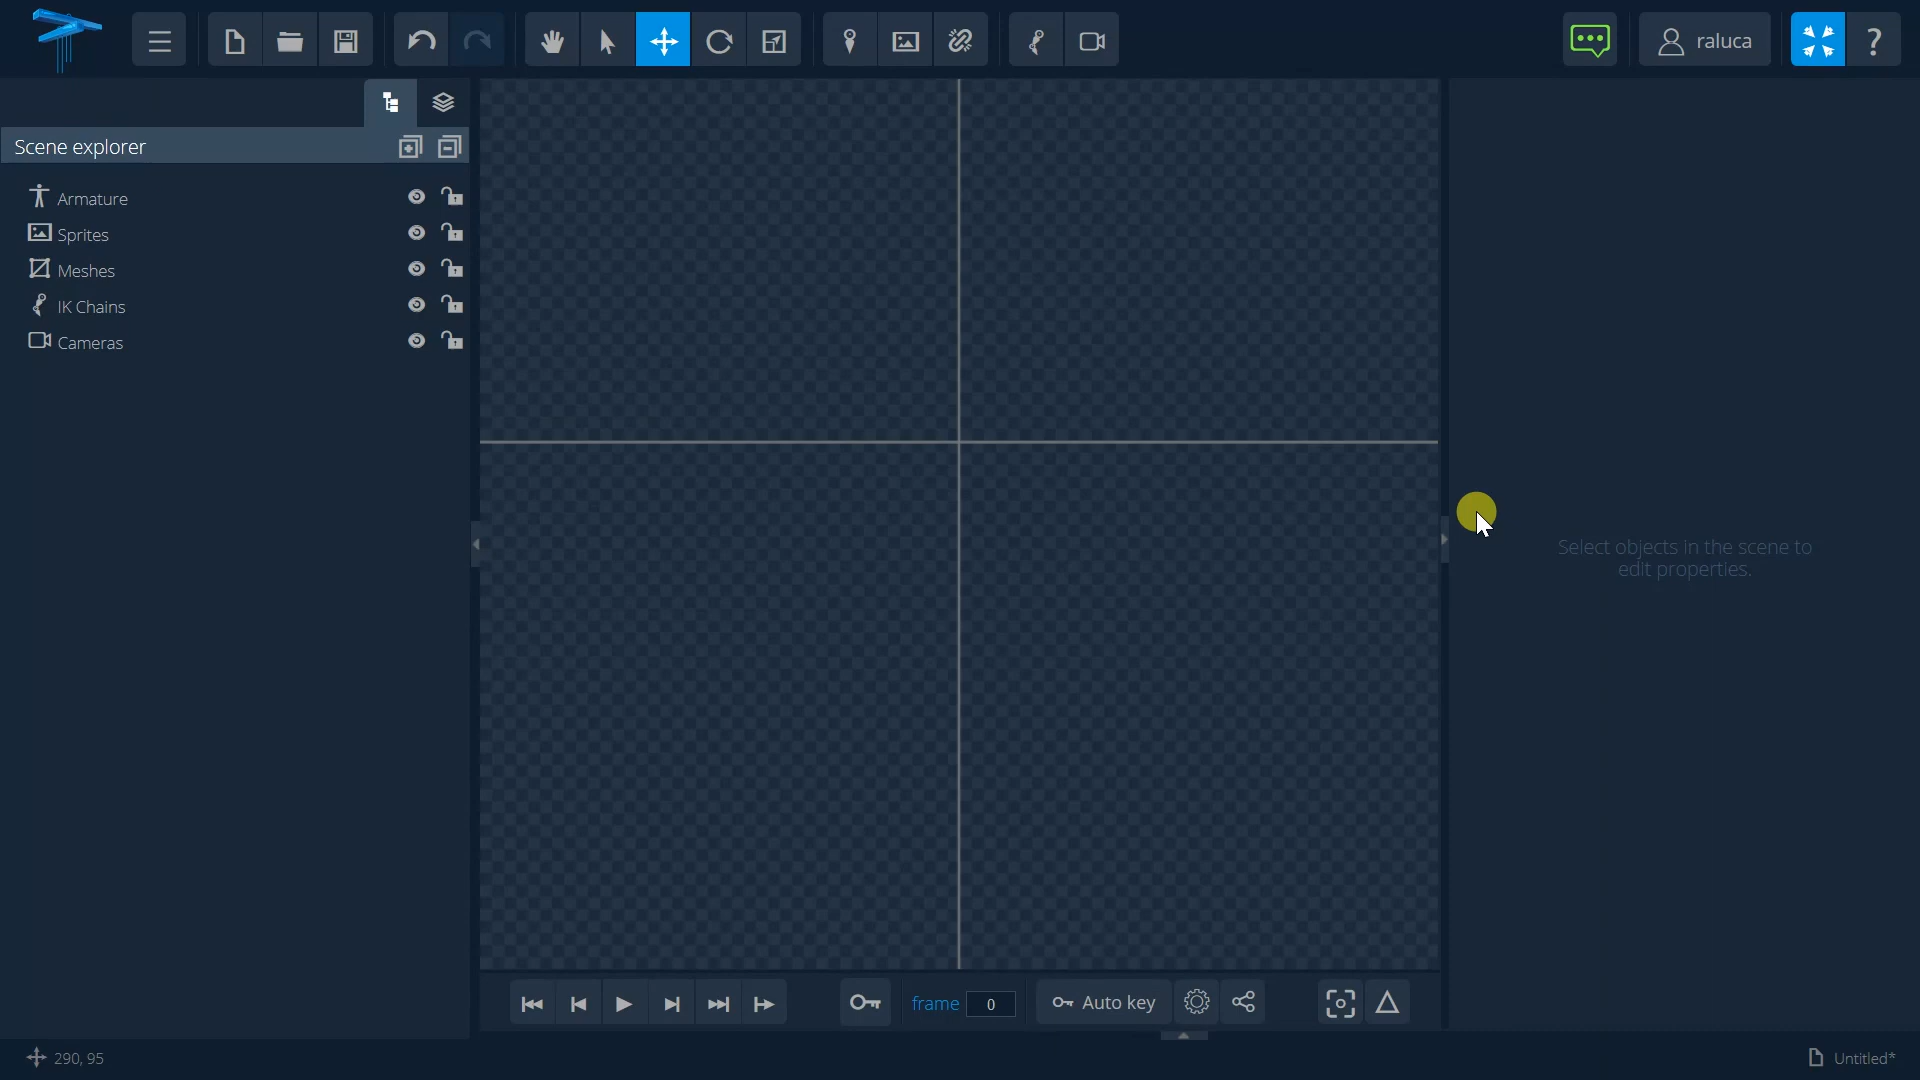 raluca
?
Scene explorer
Armature
Sprites
Meshes
IK Chains
Cameras
Select objects in the scene to
edit properties.
frame 0
Auto key
290, 95
Untitled*